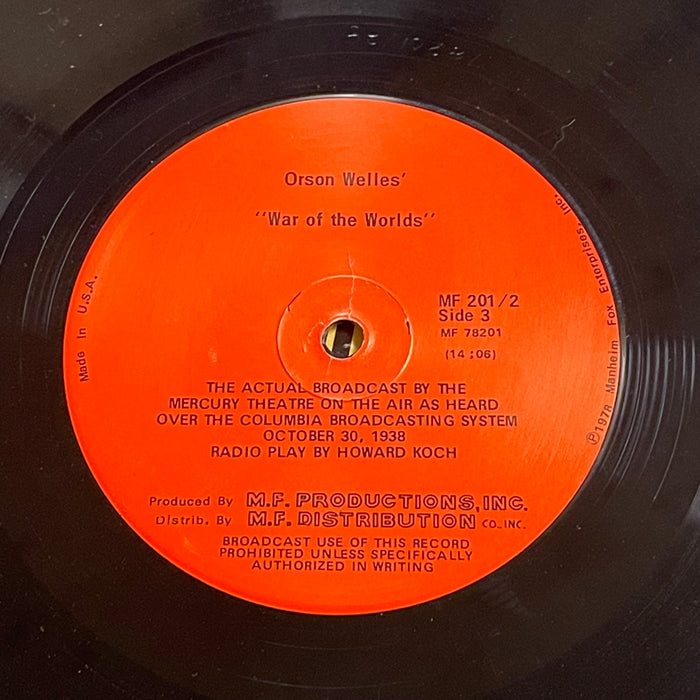 Orson Welles'
"War of the Worlds"
Made In U.S.A.
MF 201/2
Side 3
MF 78201
(14 ;06)
THE ACTUAL BROADCAST BY THE
MERCURY THEATRE ON THE AIR AS HEARD
OVER THE COLUMBIA BROADCASTING SYSTEM
OCTOBER 30, 1938
RADIO PLAY BY HOWARD KOCH
℗1978 Manheim Fox Enterprises, Inc.
Produced By M.F. PRODUCTIONS, INC.
Distrib. By M.F. DISTRIBUTION CO., INC.
BROADCAST USE OF THIS RECORD
PROHIBITED UNLESS SPECIFICALLY
AUTHORIZED IN WRITING